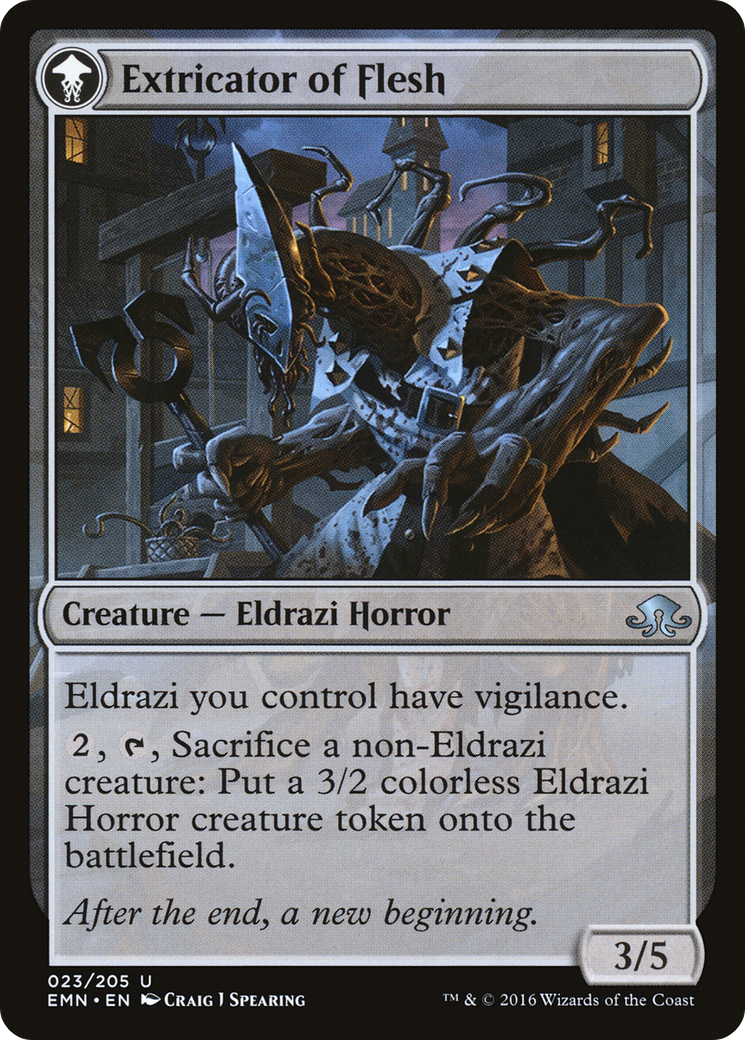 Extricator of Flesh
Creature — Eldrazi Horror
Eldrazi you control have vigilance.
2, , Sacrifice a non-Eldrazi
creature: Put a 3/2 colorless Eldrazi
Horror creature token onto the
battlefield.
After the end, a new beginning.
3/5
023/205 U
EMN • EN Craig J Spearing
™ & © 2016 Wizards of the Coast